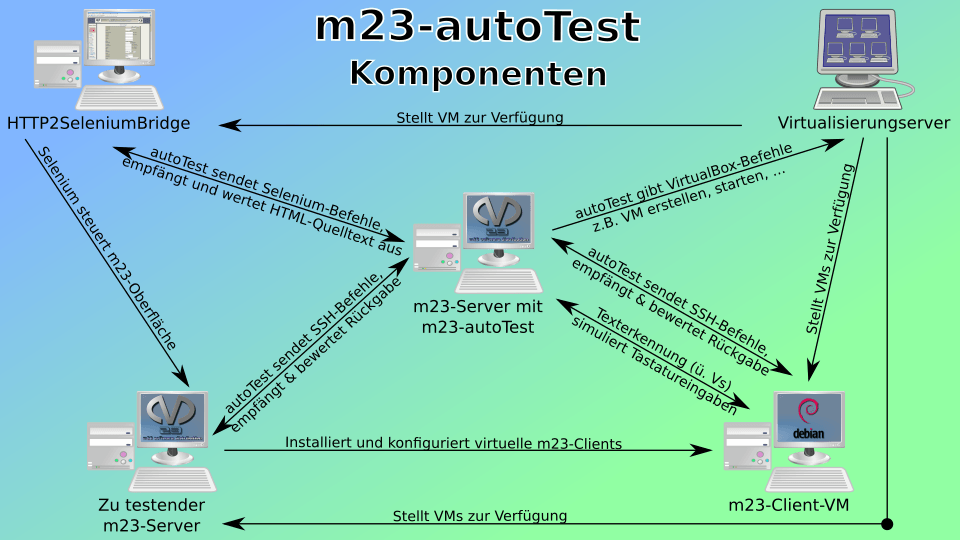 m23-autoTest
Komponenten
HTTP2SeleniumBridge
Virtualisierungserver
Stellt VM zur Verfügung
autoTest sendet Selenium-Befehle,
empfängt und wertet HTML-Quelltext aus
autoTest gibt VirtualBox-Befehle
z.B. VM erstellen, starten, ...
Selenium steuert m23-Oberfläche
Stellt VMs zur Verfügung
m23-Server mit
m23-autoTest
autoTest sendet SSH-Befehle,
empfängt & bewertet Rückgabe
autoTest sendet SSH-Befehle,
empfängt & bewertet Rückgabe
Texterkennung (ü. Vs)
simuliert Tastatureingaben
debian
Installiert und konfiguriert virtuelle m23-Clients
Zu testender
m23-Server
m23-Client-VM
Stellt VMs zur Verfügung